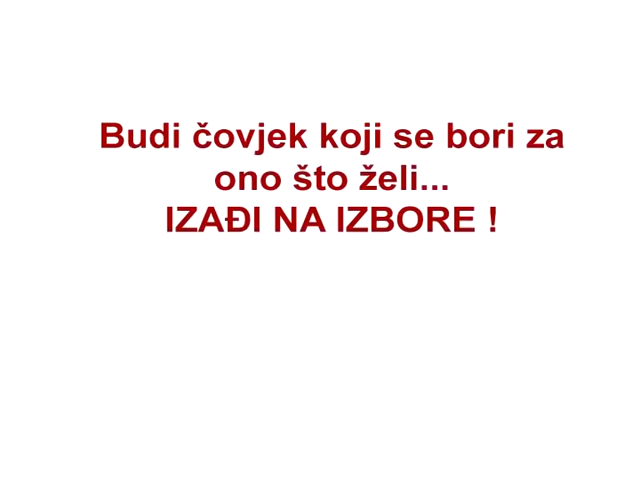 Budi čovjek koji se bori za
ono što želi...
IZAĐI NA IZBORE !